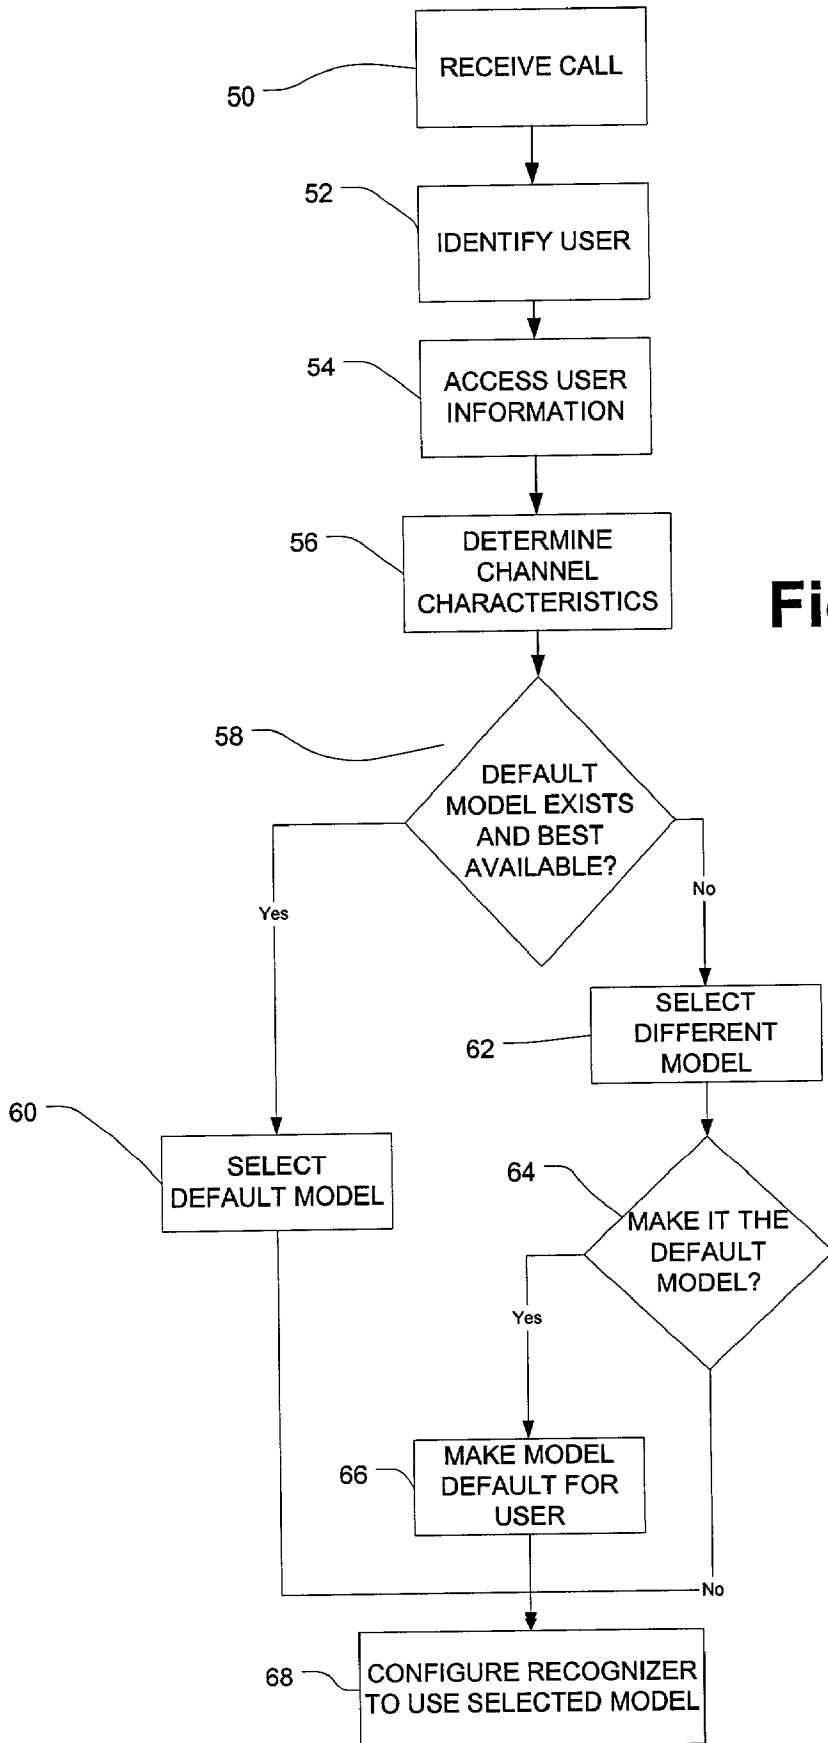 50
RECEIVE CALL
52
IDENTIFY USER
54
ACCESS USER
INFORMATION
56
DETERMINE
CHANNEL
CHARACTERISTICS
58
DEFAULT
MODEL EXISTS
AND BEST
AVAILABLE?
Yes
No
62
SELECT
DIFFERENT
MODEL
60
SELECT
DEFAULT MODEL
64
MAKE IT THE
DEFAULT
MODEL?
Yes
66
MAKE MODEL
DEFAULT FOR
USER
No
68
CONFIGURE RECOGNIZER
TO USE SELECTED MODEL